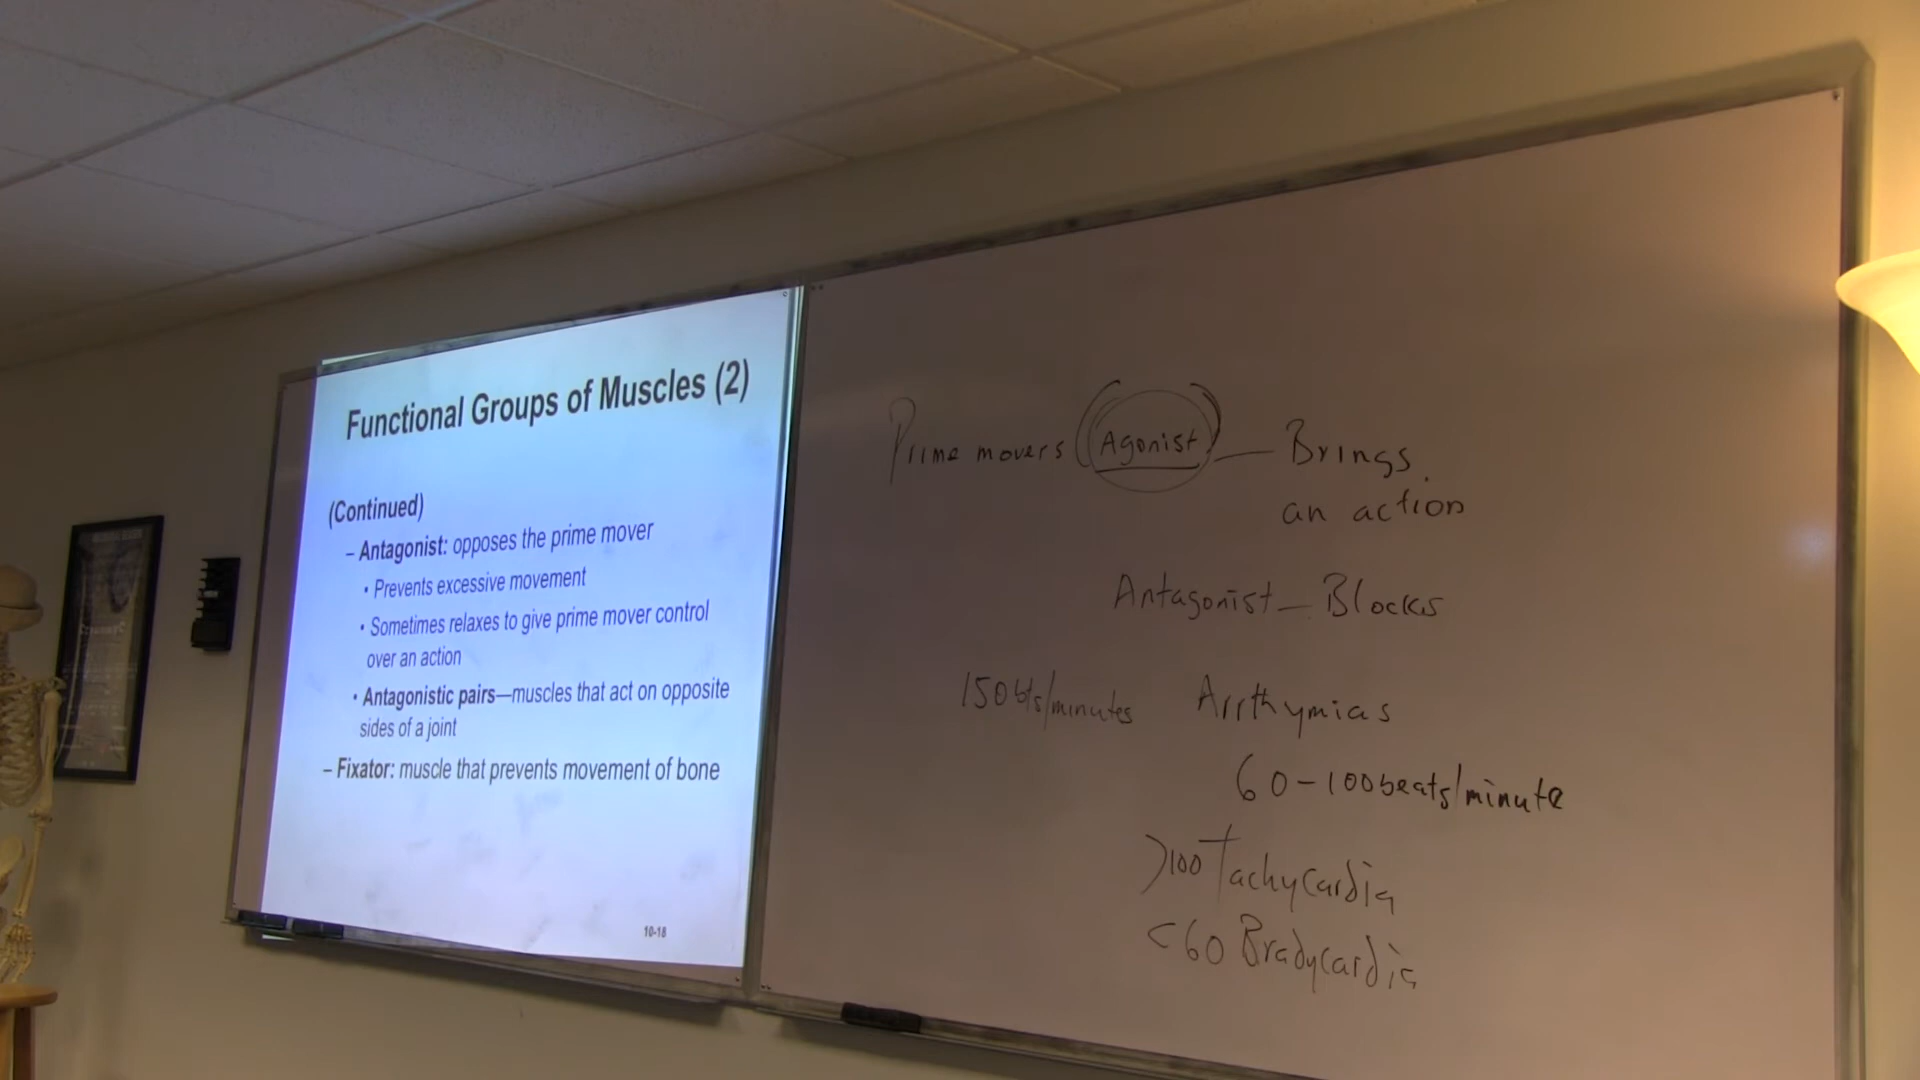 Functional Groups of Muscles (2)
(Continued)
– Antagonist: opposes the prime mover
• Prevents excessive movement
• Sometimes relaxes to give prime mover control
over an action
• Antagonistic pairs—muscles that act on opposite
sides of a joint
– Fixator: muscle that prevents movement of bone
10-18
Prime movers (Agonist) — Brings
an action
Antagonist — Blocks
150 bts/minutes Arrthymias
60 – 100 beats/minute
>100 Tachycardia
<60 Bradycardia